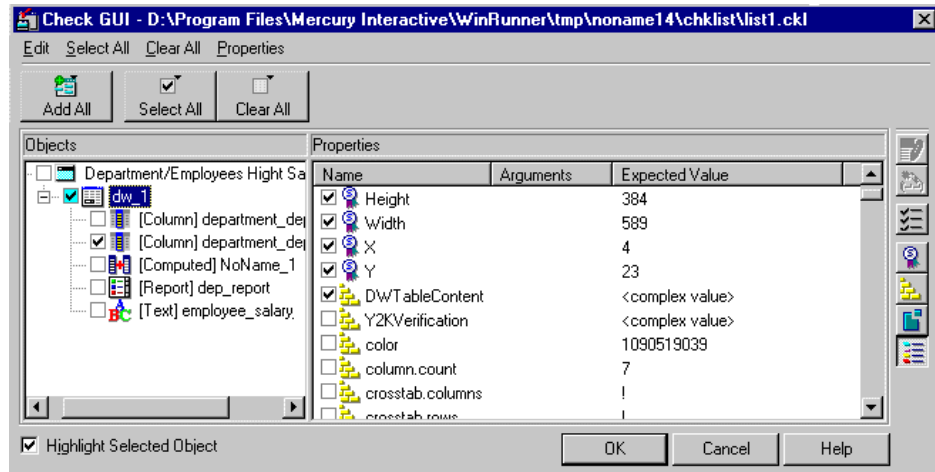 Check GUI - D:\Program Files\Mercury Interactive\WinRunner\tmp\noname14\chklist\list1.ckl
Edit Select All Clear All Properties
Add All Select All Clear All
Objects
Department/Employees Hight Sa
dw_1
[Column] department_de
[Column] department_de
[Computed] NoName_1
[Report] dep_report
[Text] employee_salary
Properties
Name Arguments Expected Value
Height 384
Width 589
X 4
Y 23
DWTableContent <complex value>
Y2KVerification <complex value>
color 1090519039
column.count 7
crosstab.columns !
crosstab.rows !
Highlight Selected Object
OK Cancel Help